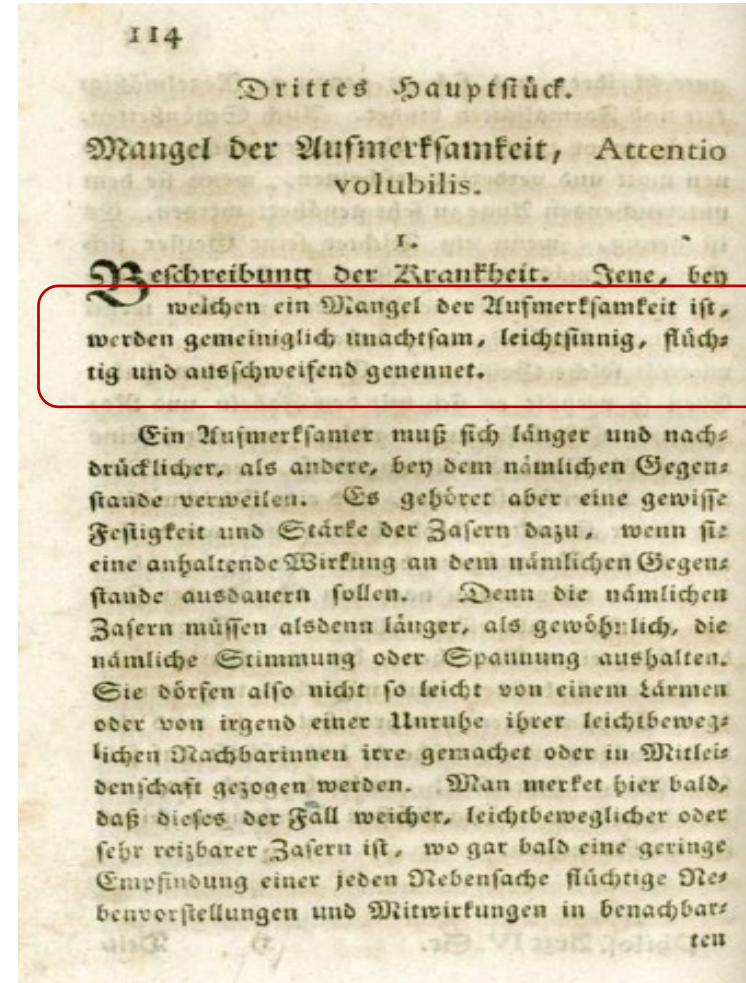 114
Drittes Hauptstück.
Mangel der Aufmerksamkeit, Attentio
volubilis.
1.
Beschreibung der Krankheit. Jene, bey
welchen ein Mangel der Aufmerksamkeit ist,
werden gemeiniglich unachtsam, leichtsinnig, flüch-
tig und ausschweifend genennet.
Ein Aufmerksamer muß sich länger und nach-
drücklicher, als andere, bey dem nämlichen Gegen-
stande verweilen. Es gehöret aber eine gewisse
Festigkeit und Stärke der Zasern dazu, wenn sie
eine anhaltende Wirkung an dem nämlichen Gegen-
stande ausdauern sollen. Denn die nämlichen
Zasern müssen alsdenn länger, als gewöhnlich, die
nämliche Stimmung oder Spannung aushalten.
Sie dörfen also nicht so leicht von einem Lärmen
oder von irgend einer Unruhe ihrer leichtbeweg-
lichen Nachbarinnen irre gemachet oder in Mitlei-
denschaft gezogen werden. Man merket hier bald,
daß dieses der Fall weicher, leichtbeweglicher oder
sehr reizbarer Zasern ist, wo gar bald eine geringe
Empfindung einer jeden Nebensache flüchtige Ne-
benvorstellungen und Mitwirkungen in benachbar-
ten